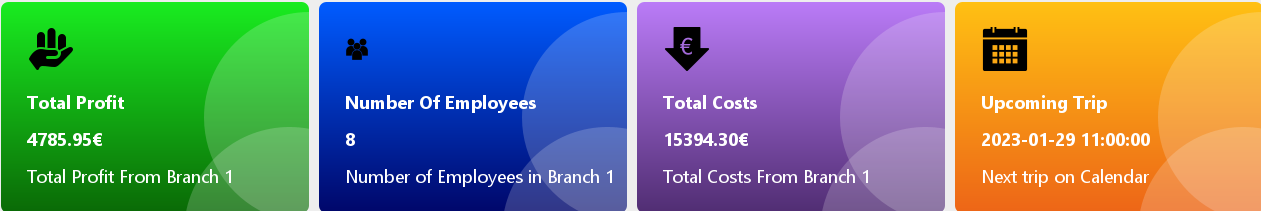 Total Profit
4785.95€
Total Profit From Branch 1
Number Of Employees
8
Number of Employees in Branch 1
€
Total Costs
15394.30€
Total Costs From Branch 1
Upcoming Trip
2023-01-29 11:00:00
Next trip on Calendar